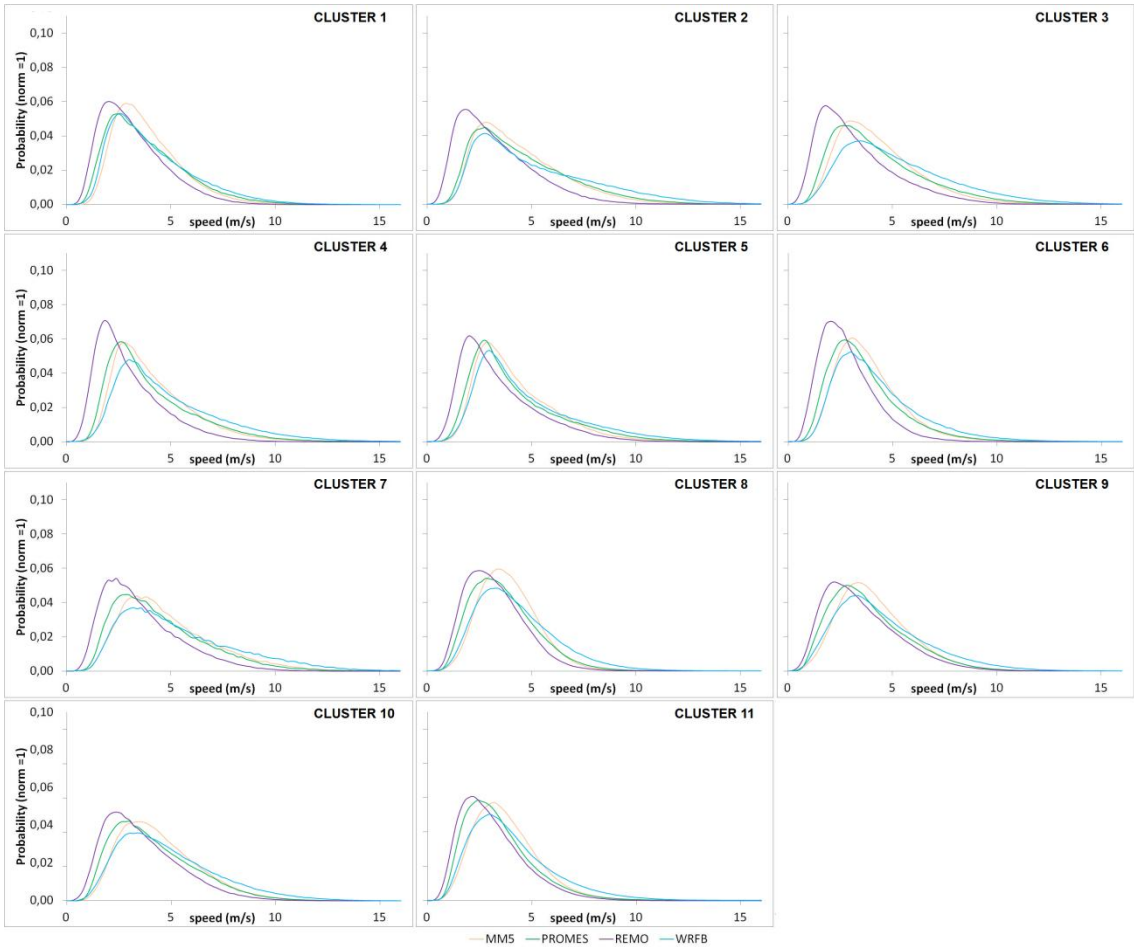 CLUSTER 1
CLUSTER 2
CLUSTER 3
Probability (norm =1)
0,10
0,08
0,06
0,04
0,02
0,00
0 5 10 15
speed (m/s)
0 5 10 15
speed (m/s)
0 5 10 15
speed (m/s)
CLUSTER 4
CLUSTER 5
CLUSTER 6
Probability (norm =1)
0,10
0,08
0,06
0,04
0,02
0,00
0 5 10 15
speed (m/s)
0 5 10 15
speed (m/s)
0 5 10 15
speed (m/s)
CLUSTER 7
CLUSTER 8
CLUSTER 9
Probability (norm =1)
0,10
0,08
0,06
0,04
0,02
0,00
0 5 10 15
speed (m/s)
0 5 10 15
speed (m/s)
0 5 10 15
speed (m/s)
CLUSTER 10
CLUSTER 11
Probability (norm =1)
0,10
0,08
0,06
0,04
0,02
0,00
0 5 10 15
speed (m/s)
0 5 10 15
speed (m/s)
MM5 PROMES REMO WRFB